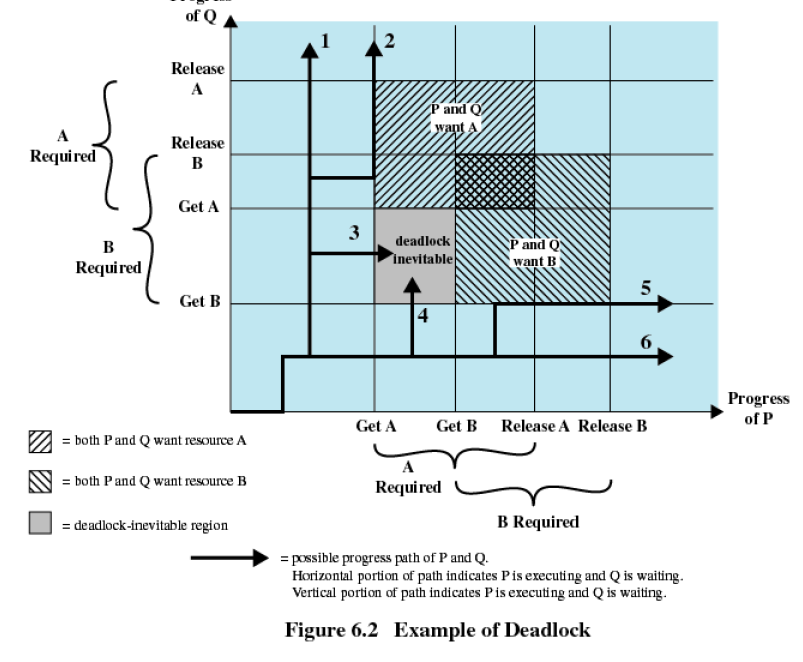 of Q
1
2
Release
A
P and Q
want A
A
Required
Release
B
Get A
3
deadlock
inevitable
P and Q
want B
B
Required
Get B
4
5
6
Progress
of P
Get A
Get B
Release A
Release B
= both P and Q want resource A
A
Required
= both P and Q want resource B
B Required
= deadlock-inevitable region
= possible progress path of P and Q.
Horizontal portion of path indicates P is executing and Q is waiting.
Vertical portion of path indicates P is executing and Q is waiting.
Figure 6.2 Example of Deadlock